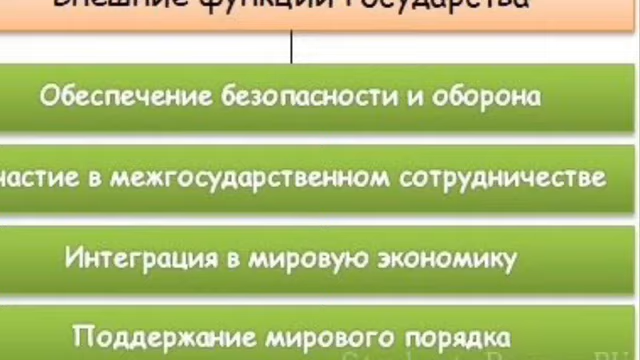 Внешние функции государства
Обеспечение безопасности и оборона
частие в межгосударственном сотрудничестве
Интеграция в мировую экономику
Поддержание мирового порядка